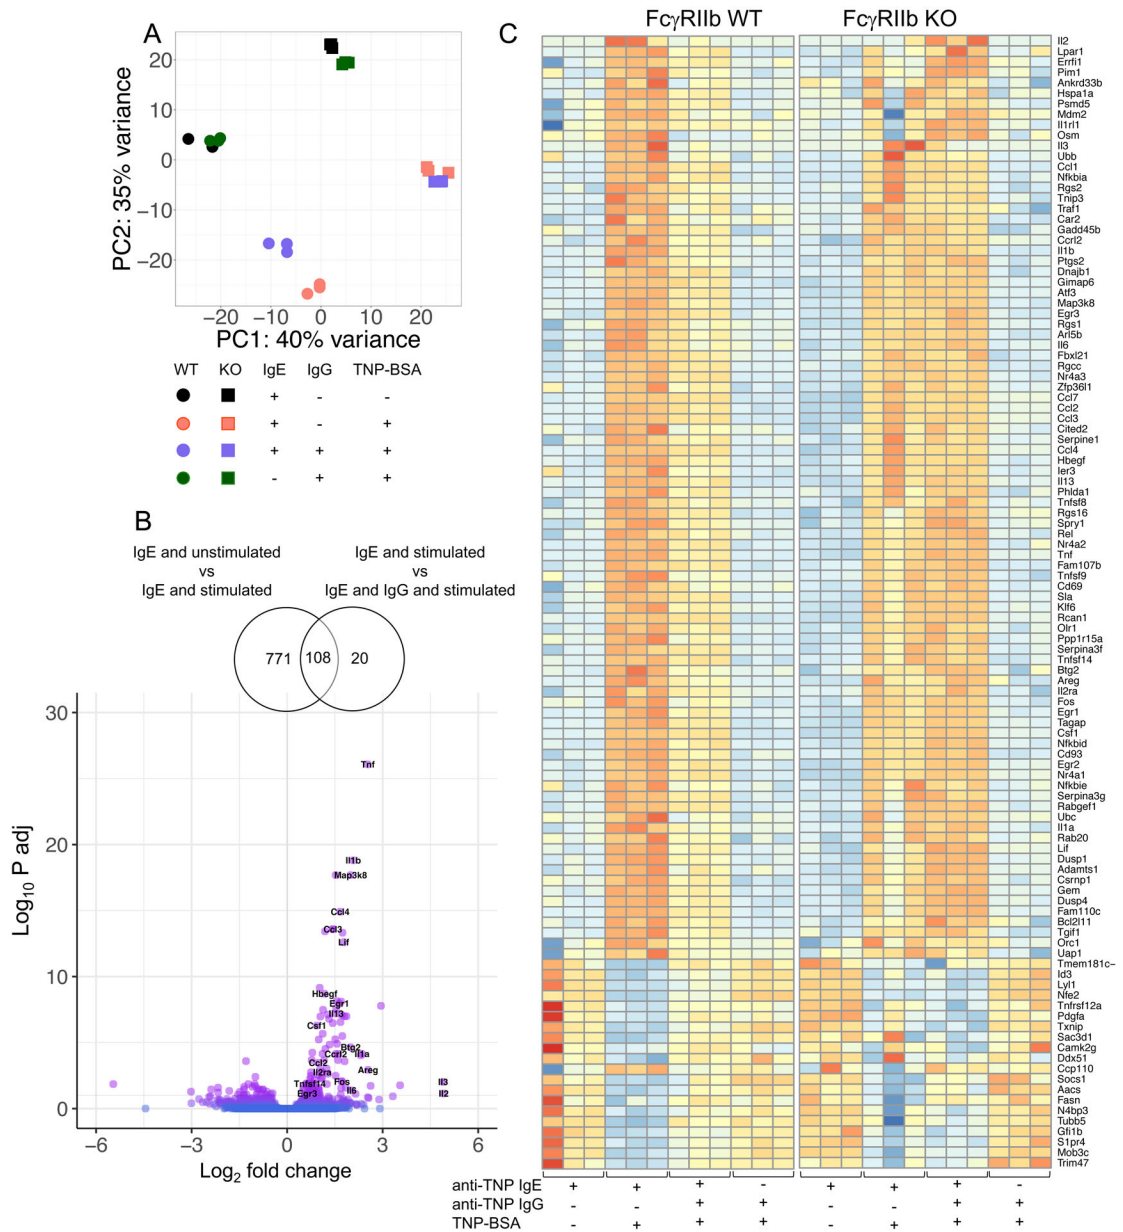 A
20
10
0
−10
−20
PC2: 35% variance
−20
−10
0
10
20
PC1: 40% variance
WT KO IgE IgG TNP-BSA
+ - -
+ - +
+ + +
- + +
B
IgE and unstimulated
vs
IgE and stimulated
IgE and stimulated
vs
IgE and IgG and stimulated
771
108
20
30
20
10
0
Log10 P adj
Tnf
Il1b
Map3k8
Ccl4
Ccl3
Lif
Hbegf
Egr1
Il13
Csf1
Btg2
Ccrl2
Il1a
Ccl2
Areg
Il2ra
Tnfsf14
Fos
Il3
Egr3
Il6
Il2
−6
−3
0
3
6
Log2 fold change
C
FcγRIIb WT
FcγRIIb KO
Il2
Lpar1
Errfi1
Pim1
Ankrd33b
Hspa1a
Psmd5
Mdm2
Il1rl1
Osm
Il3
Ubb
Ccl1
Nfkbia
Rgs2
Tnip3
Traf1
Car2
Gadd45b
Ccrl2
Il1b
Ptgs2
Dnajb1
Gimap6
Atf3
Map3k8
Egr3
Rgs1
Arl5b
Il6
Fbxl21
Rgcc
Nr4a3
Zfp36l1
Ccl7
Ccl2
Ccl3
Cited2
Serpine1
Ccl4
Hbegf
Ier3
Il13
Phlda1
Tnfsf8
Rgs16
Spry1
Rel
Nr4a2
Tnf
Fam107b
Tnfsf9
Cd69
Sla
Klf6
Rcan1
Olr1
Ppp1r15a
Serpina3f
Tnfsf14
Btg2
Areg
Il2ra
Fos
Egr1
Tagap
Csf1
Nfkbid
Cd93
Egr2
Nr4a1
Nfkbie
Serpina3g
Rabgef1
Ubc
Il1a
Rab20
Lif
Dusp1
Adamts1
Csrnp1
Gem
Dusp4
Fam110c
Bcl2l11
Tgif1
Orc1
Uap1
Tmem181c−
Id3
Lyl1
Nfe2
Tnfrsf12a
Pdgfa
Txnip
Sac3d1
Camk2g
Ddx51
Ccp110
Socs1
Aacs
Fasn
N4bp3
Tubb5
Gfi1b
S1pr4
Mob3c
Trim47
anti-TNP IgE + + + - + + + -
anti-TNP IgG - - + + - - + +
TNP-BSA - + + + - + + +